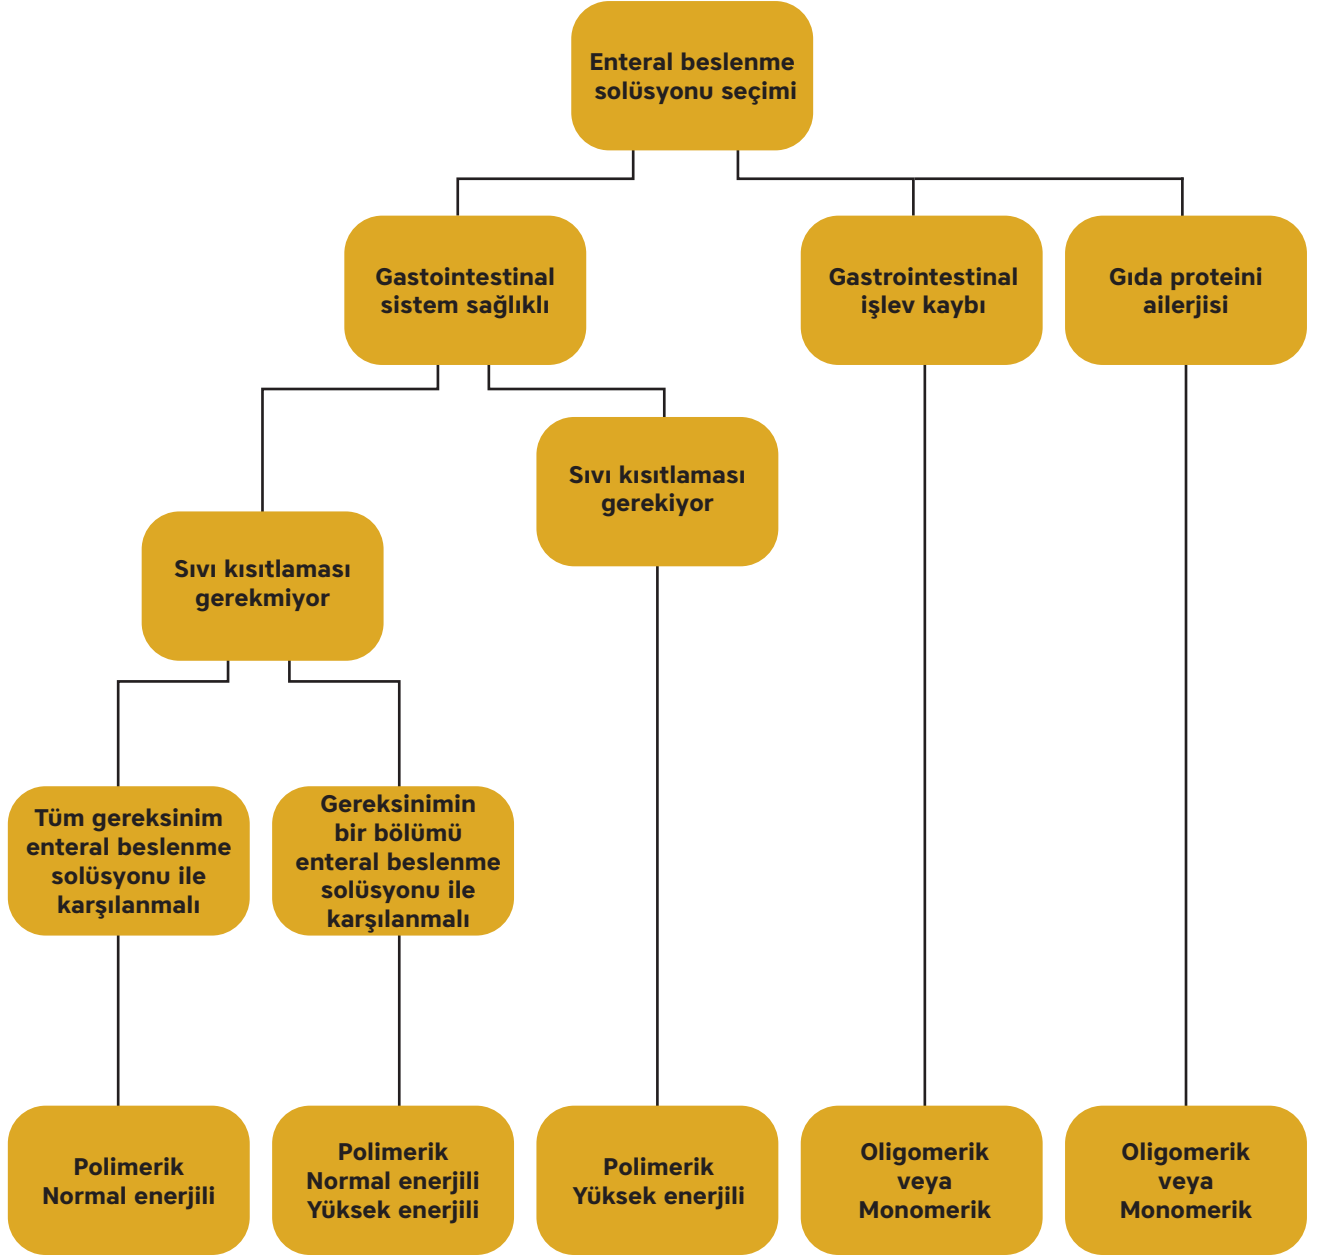 Enteral beslenme
solüsyonu seçimi
Gastointestinal
sistem sağlıklı
Gastrointestinal
işlev kaybı
Gıda proteini
ailerjisi
Sıvı kısıtlaması
gerekiyor
Sıvı kısıtlaması
gerekmiyor
Tüm gereksinim
enteral beslenme
solüsyonu ile
karşılanmalı
Gereksinimin
bir bölümü
enteral beslenme
solüsyonu ile
karşılanmalı
Polimerik
Normal enerjili
Polimerik
Normal enerjili
Yüksek enerjili
Polimerik
Yüksek enerjili
Oligomerik
veya
Monomerik
Oligomerik
veya
Monomerik